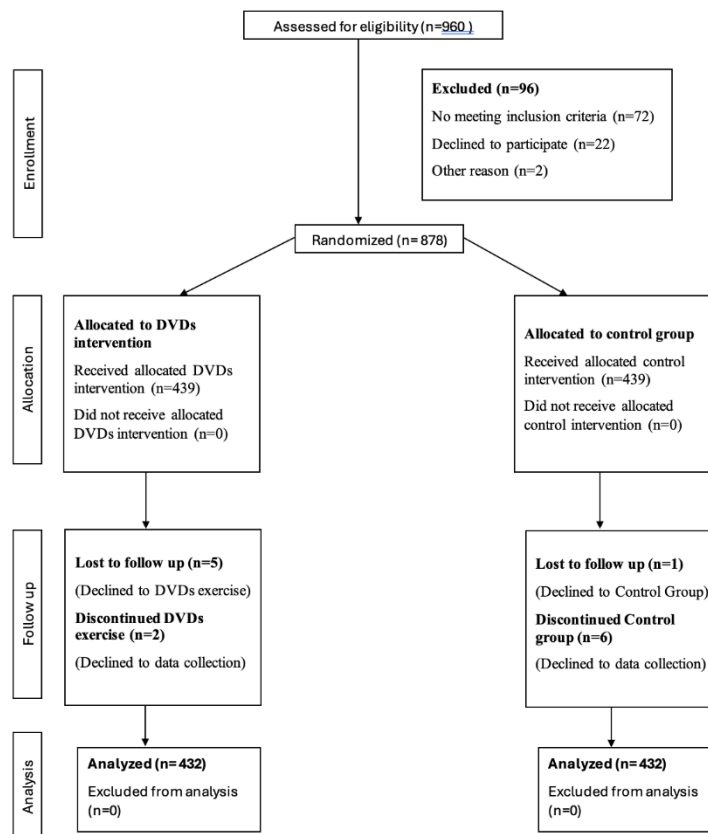 Assessed for eligibility (n=960 )
Enrollment
Excluded (n=96)
No meeting inclusion criteria (n=72)
Declined to participate (n=22)
Other reason (n=2)
Randomized (n= 878)
Allocation
Allocated to DVDs
intervention
Received allocated DVDs
intervention (n=439)
Did not receive allocated
DVDs intervention (n=0)
Allocated to control group
Received allocated control
intervention (n=439)
Did not receive allocated
control intervention (n=0)
Follow up
Lost to follow up (n=5)
(Declined to DVDs exercise)
Discontinued DVDs
exercise (n=2)
(Declined to data collection)
Lost to follow up (n=1)
(Declined to Control Group)
Discontinued Control
group (n=6)
(Declined to data collection)
Analysis
Analyzed (n= 432)
Excluded from analysis
(n=0)
Analyzed (n= 432)
Excluded from analysis
(n=0)